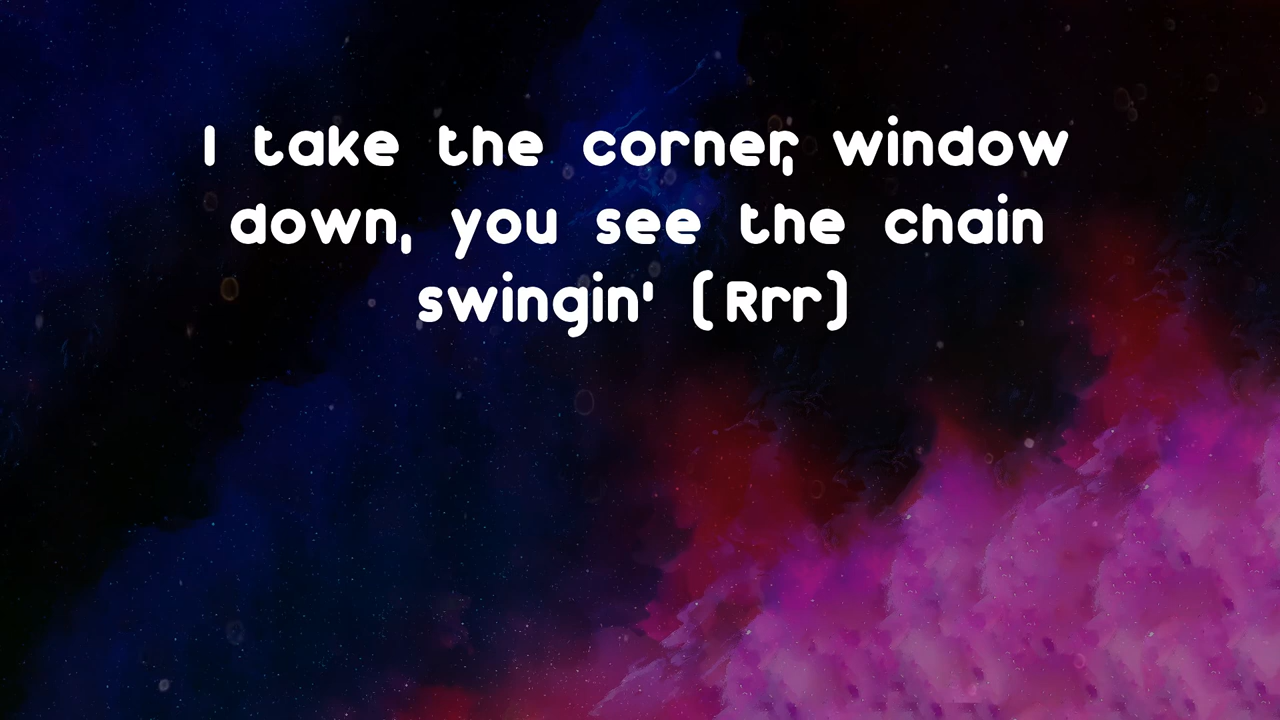 I take the corner, window
down, you see the chain
swingin' (Rrr)